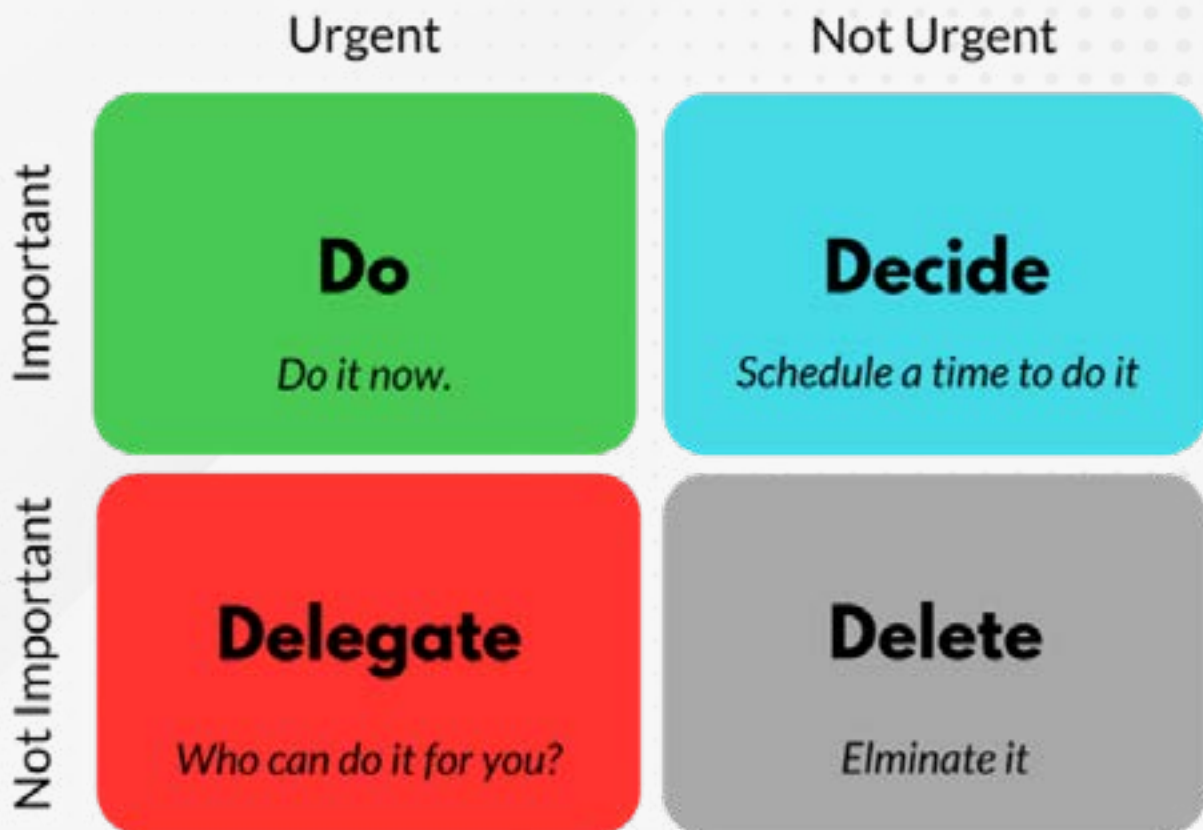 Urgent
Not Urgent
Important
Do
Do it now.
Decide
Schedule a time to do it
Not Important
Delegate
Who can do it for you?
Delete
Elminate it